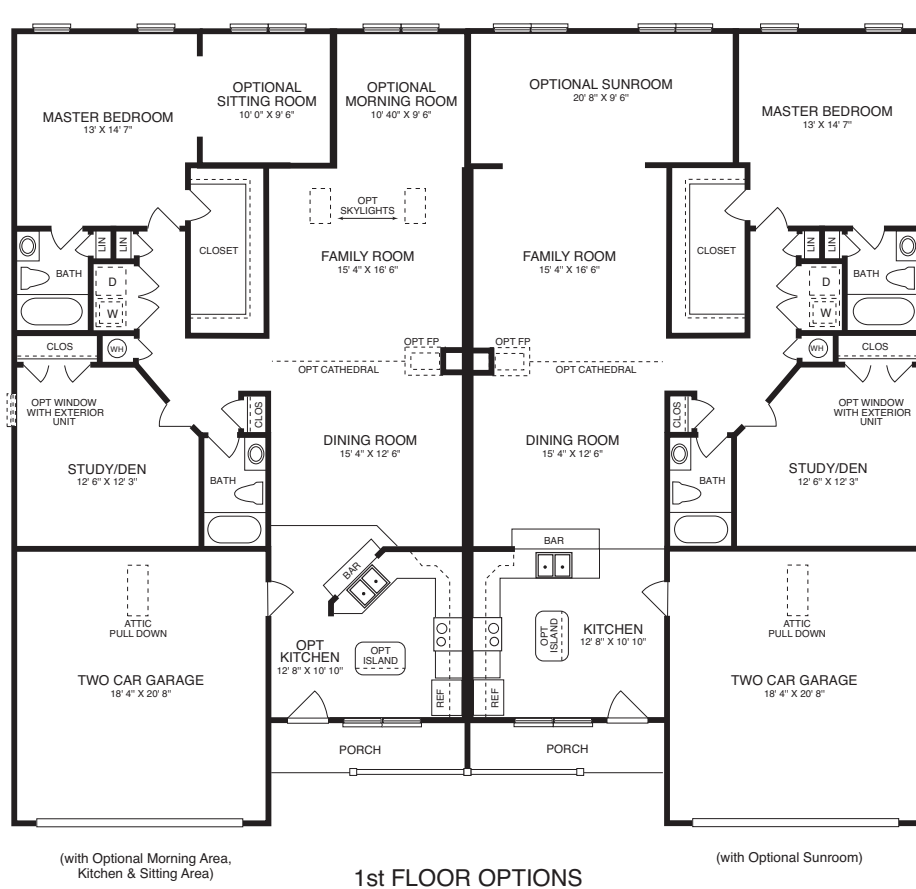 MASTER BEDROOM
13' X 14' 7"
OPTIONAL
SITTING ROOM
10' 0" X 9' 6"
OPTIONAL
MORNING ROOM
10' 40" X 9' 6"
OPTIONAL SUNROOM
20' 8" X 9' 6"
MASTER BEDROOM
13' X 14' 7"
OPT
SKYLIGHTS
LIN
LIN
CLOSET
FAMILY ROOM
15' 4" X 16' 6"
FAMILY ROOM
15' 4" X 16' 6"
CLOSET
LIN
LIN
BATH
D
W
BATH
D
W
CLOS
WH
OPT FP
OPT FP
WH
CLOS
OPT CATHEDRAL
OPT CATHEDRAL
OPT WINDOW
WITH EXTERIOR
UNIT
CLOS
CLOS
OPT WINDOW
WITH EXTERIOR
UNIT
DINING ROOM
15' 4" X 12' 6"
DINING ROOM
15' 4" X 12' 6"
STUDY/DEN
12' 6" X 12' 3"
BATH
BATH
STUDY/DEN
12' 6" X 12' 3"
BAR
BAR
ATTIC
PULL DOWN
OPT
KITCHEN
12' 8" X 10' 10"
OPT
ISLAND
OPT
ISLAND
KITCHEN
12' 8" X 10' 10"
ATTIC
PULL DOWN
TWO CAR GARAGE
18' 4" X 20' 8"
REF
REF
TWO CAR GARAGE
18' 4" X 20' 8"
PORCH
PORCH
(with Optional Morning Area,
Kitchen & Sitting Area)
(with Optional Sunroom)
1st FLOOR OPTIONS